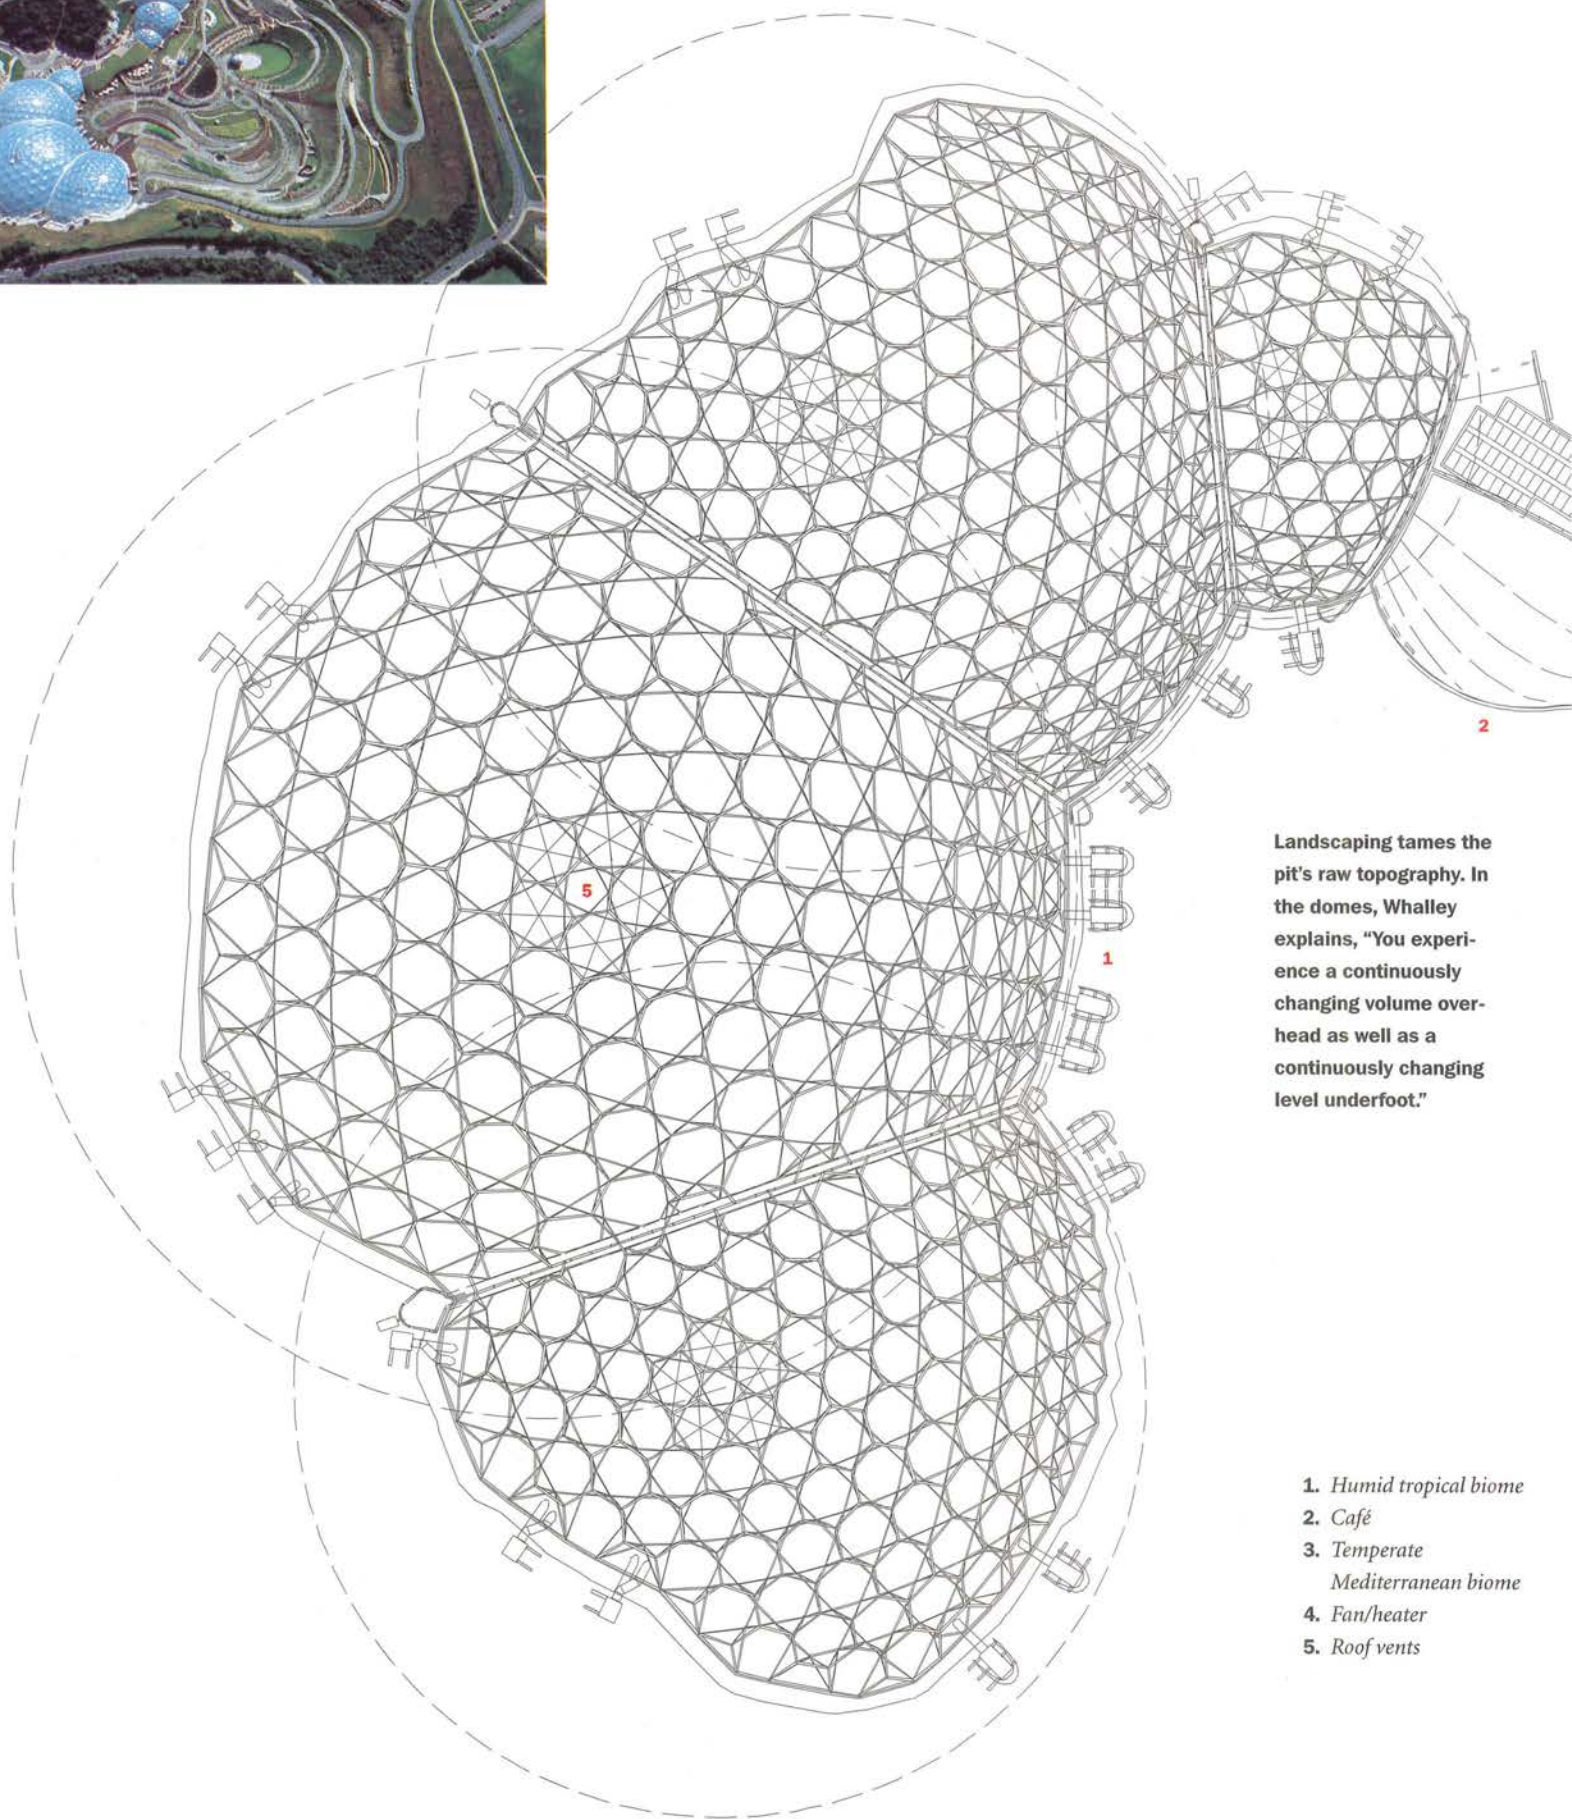 2
5
1
Landscaping tames the
pit's raw topography. In
the domes, Whalley
explains, “You experi-
ence a continuously
changing volume over-
head as well as a
continuously changing
level underfoot.”
1. Humid tropical biome
2. Café
3. Temperate
Mediterranean biome
4. Fan/heater
5. Roof vents